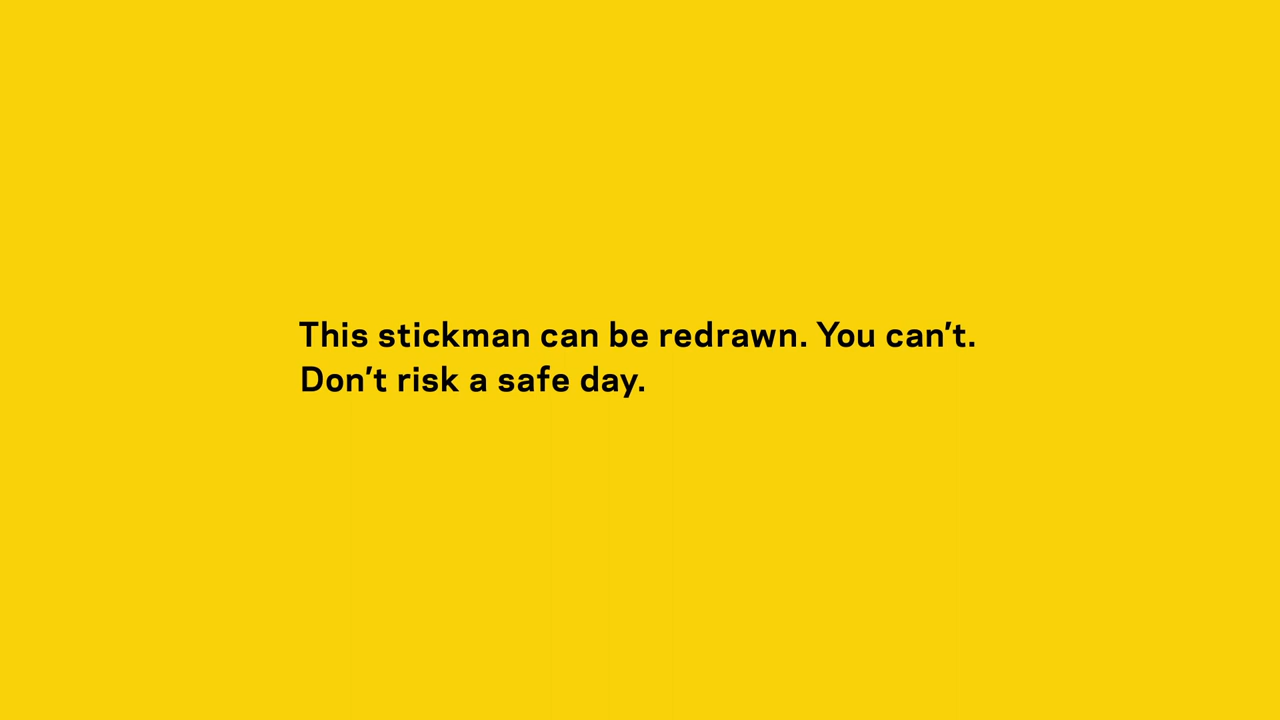 This stickman can be redrawn. You can’t.
Don’t risk a safe day.